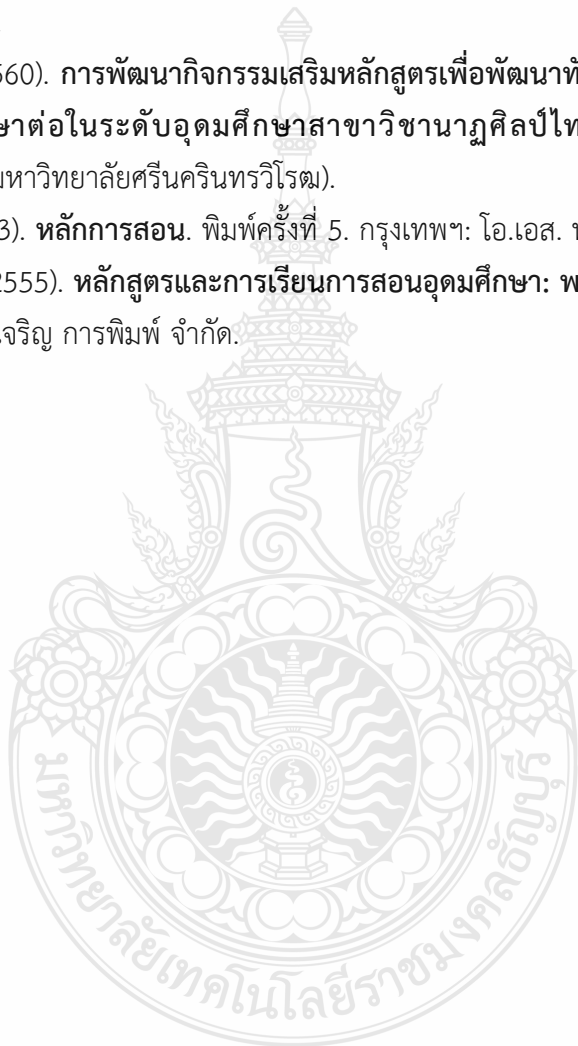 560). การพัฒนากิจกรรมเสริมหลักสูตรเพื่อพัฒนาทั
ษาต่อในระดับอุดมศึกษาสาขาวิชานาฏศิลป์ไท
มหาวิทยาลัยศรีนครินทรวิโรฒ).
3). หลักการสอน. พิมพ์ครั้งที่ 5. กรุงเทพฯ: โอ.เอส. พ
2555). หลักสูตรและการเรียนการสอนอุดมศึกษา: พ
เจริญ การพิมพ์ จำกัด.
มหาวิทยาลัยเทคโนโลยีราชมงคลธัญบุรี